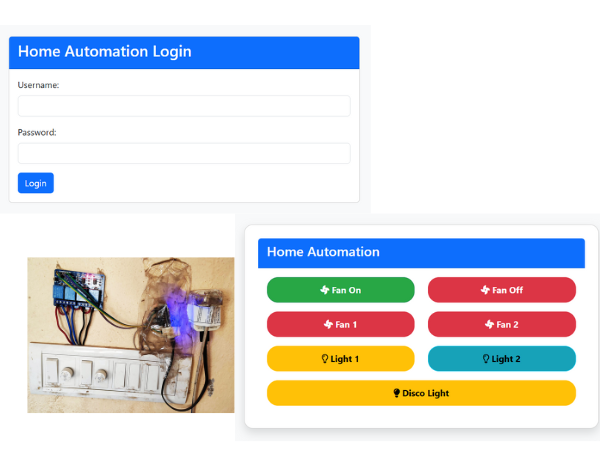 Home Automation Login
Username:
Password:
Login
Home Automation
Fan On
Fan Off
Fan 1
Fan 2
Light 1
Light 2
Disco Light